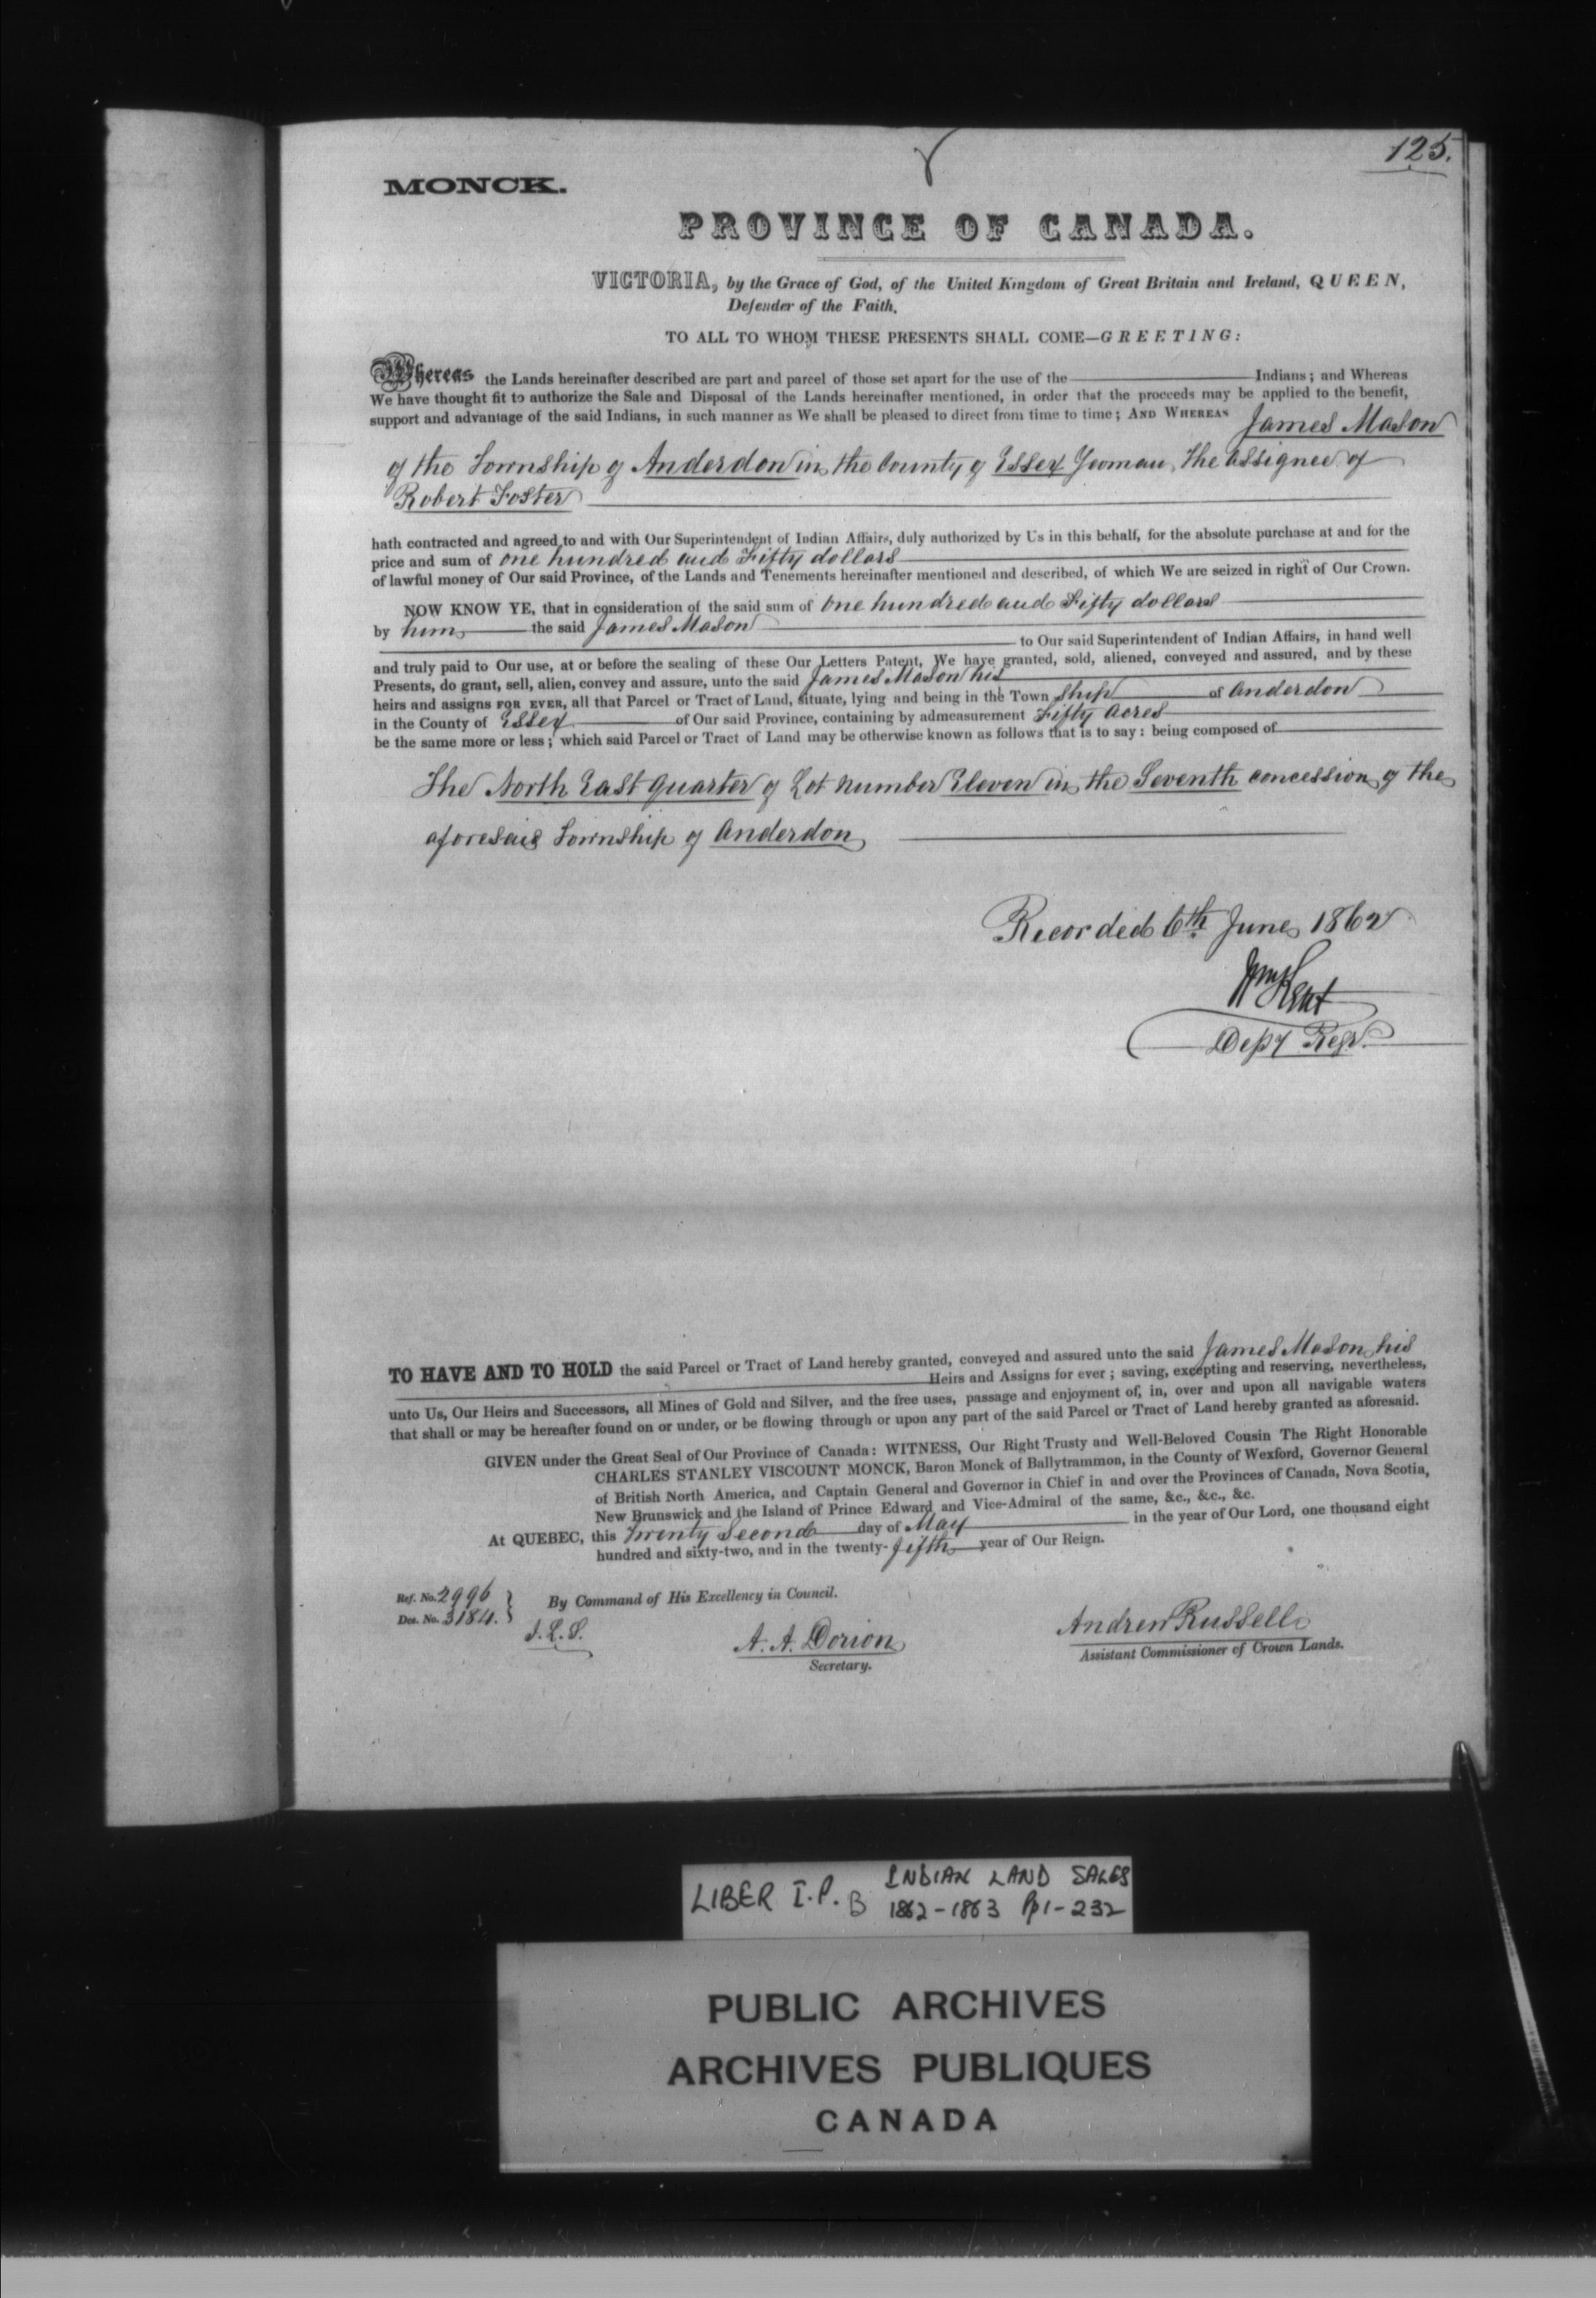 125.
MONCK.
PROVINCE OF CANADA.
VICTORIA, by the Grace of God, of the United Kingdom of Great Britain and Ireland, QUEEN,
Defender of the Faith,
TO ALL TO WHOM THESE PRESENTS SHALL COME—GREETING:
Whereas the Lands hereinafter described are part and parcel of those set apart for the use of the Indians; and Whereas
We have thought fit to authorize the Sale and Disposal of the Lands hereinafter mentioned, in order that the proceeds may be applied to the benefit,
support and advantage of the said Indians, in such manner as We shall be pleased to direct from time to time; AND WHEREAS James Mason
of the Township of Anderdon in the County of Essex Yeoman, the assignee of
Robert Foster
hath contracted and agreed to and with Our Superintendent of Indian Affairs, duly authorized by Us in this behalf, for the absolute purchase at and for the
price and sum of one hundred and Fifty dollars
of lawful money of Our said Province, of the Lands and Tenements hereinafter mentioned and described, of which We are seized in right of Our Crown.
NOW KNOW YE, that in consideration of the said sum of One hundred and Fifty dollars
by him the said James Mason
to Our said Superintendent of Indian Affairs, in hand well
and truly paid to Our use, at or before the sealing of these Our Letters Patent, We have granted, sold, aliened, conveyed and assured, and by these
Presents, do grant, sell, alien, convey and assure, unto the said James Mason his
heirs and assigns FOR EVER, all that Parcel or Tract of Land, situate, lying and being in the Town ship of Anderdon
in the County of Essex of Our said Province, containing by admeasurement Fifty Acres
be the same more or less; which said Parcel or Tract of Land may be otherwise known as follows that is to say: being composed of
The North East quarter of Lot number Eleven in the Seventh concession of the
aforesaid Township of Anderdon
Recorded 6th June 1862
Wm Kent
Depy Regr.
TO HAVE AND TO HOLD the said Parcel or Tract of Land hereby granted, conveyed and assured unto the said James Mason, his
Heirs and Assigns for ever; saving, excepting and reserving, nevertheless,
unto Us, Our Heirs and Successors, all Mines of Gold and Silver, and the free uses, passage and enjoyment of, in, over and upon all navigable waters
that shall or may be hereafter found on or under, or be flowing through or upon any part of the said Parcel or Tract of Land hereby granted as aforesaid.
GIVEN under the Great Seal of Our Province of Canada: WITNESS, Our Right Trusty and Well-Beloved Cousin The Right Honorable
CHARLES STANLEY VISCOUNT MONCK, Baron Monck of Ballytrammon, in the County of Wexford, Governor General
of British North America, and Captain General and Governor in Chief in and over the Provinces of Canada, Nova Scotia,
New Brunswick and the Island of Prince Edward, and Vice-Admiral of the same, &c., &c., &c.
At QUEBEC, this Twenty Second day of May in the year of Our Lord, one thousand eight
hundred and sixty-two, and in the twenty-fifth year of Our Reign.
Ref. No. 2996
Des. No. 3184.
By Command of His Excellency in Council.
A. A. Dorion
Secretary.
Andrew Russell
Assistant Commissioner of Crown Lands.
LIBER I.P. B INDIAN LAND SALES
1862-1863 Pp 1-232
PUBLIC ARCHIVES
ARCHIVES PUBLIQUES
CANADA